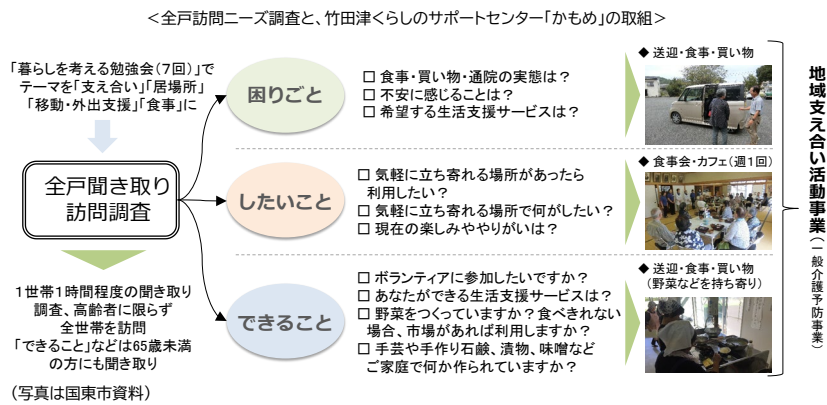 <全戸訪問ニーズ調査と、竹田津くらしのサポートセンター「かもめ」の取組>
「暮らしを考える勉強会（7回）」で
テーマを「支え合い」「居場所」
「移動・外出支援」「食事」に
全戸聞き取り
訪問調査
1世帯1時間程度の聞き取り
調査、高齢者に限らず
全世帯を訪問
「できること」などは65歳未満
の方にも聞き取り
（写真は国東市資料）
困りごと
□ 食事・買い物・通院の実態は？
□ 不安に感じることは？
□ 希望する生活支援サービスは？
◆ 送迎・食事・買い物
したいこと
□ 気軽に立ち寄れる場所があったら
利用したい？
□ 気軽に立ち寄れる場所で何がしたい？
□ 現在の楽しみややりがいは？
◆ 食事会・カフェ（週1回）
できること
□ ボランティアに参加したいですか？
□ あなたができる生活支援サービスは？
□ 野菜をつくっていますか？食べきれない
場合、市場があれば利用しますか？
□ 手芸や手作り石鹸、漬物、味噌など
ご家庭で何か作られていますか？
◆ 送迎・食事・買い物
（野菜などを持ち寄り）
地域支え合い活動事業（一般介護予防事業）